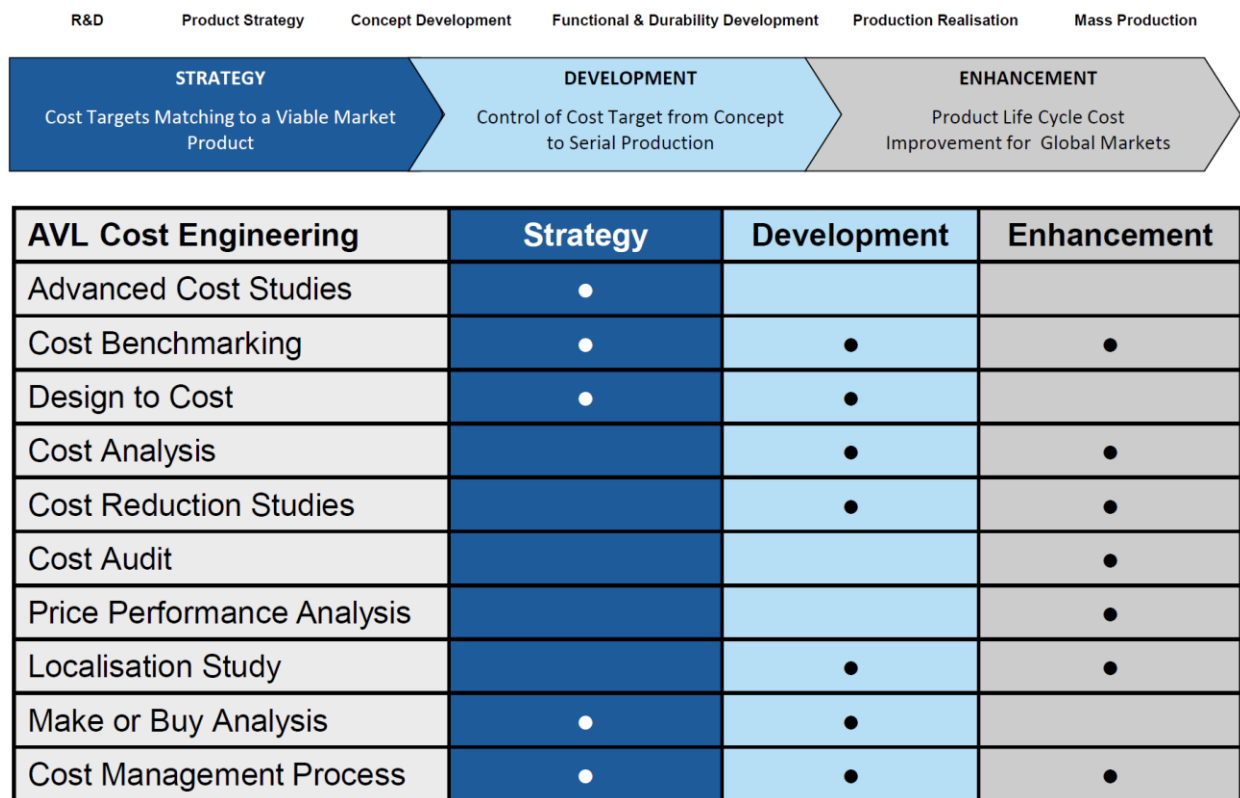 R&D Product Strategy Concept Development Functional & Durability Development Production Realisation Mass Production
STRATEGY DEVELOPMENT ENHANCEMENT
Cost Targets Matching to a Viable Market Control of Cost Target from Concept Product Life Cycle Cost
Product to Serial Production Improvement for Global Markets
AVL Cost Engineering Strategy Development Enhancement
Advanced Cost Studies ●
Cost Benchmarking ● ● ●
Design to Cost ● ●
Cost Analysis ● ●
Cost Reduction Studies ● ●
Cost Audit ●
Price Performance Analysis ●
Localisation Study ● ●
Make or Buy Analysis ● ●
Cost Management Process ● ● ●